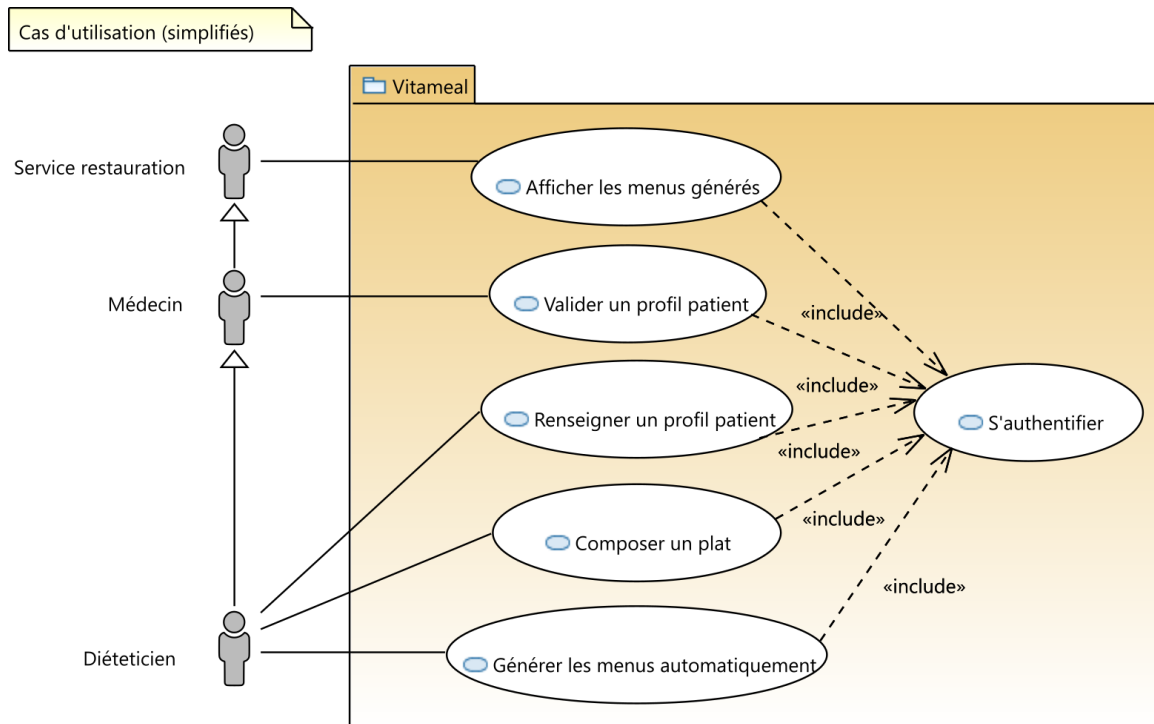 Cas d'utilisation (simplifiés)
Vitameal
Service restauration
Afficher les menus générés
Médecin
Valider un profil patient
«include»
«include»
Renseigner un profil patient
S'authentifier
«include»
«include»
Composer un plat
«include»
Diéteticien
Générer les menus automatiquement